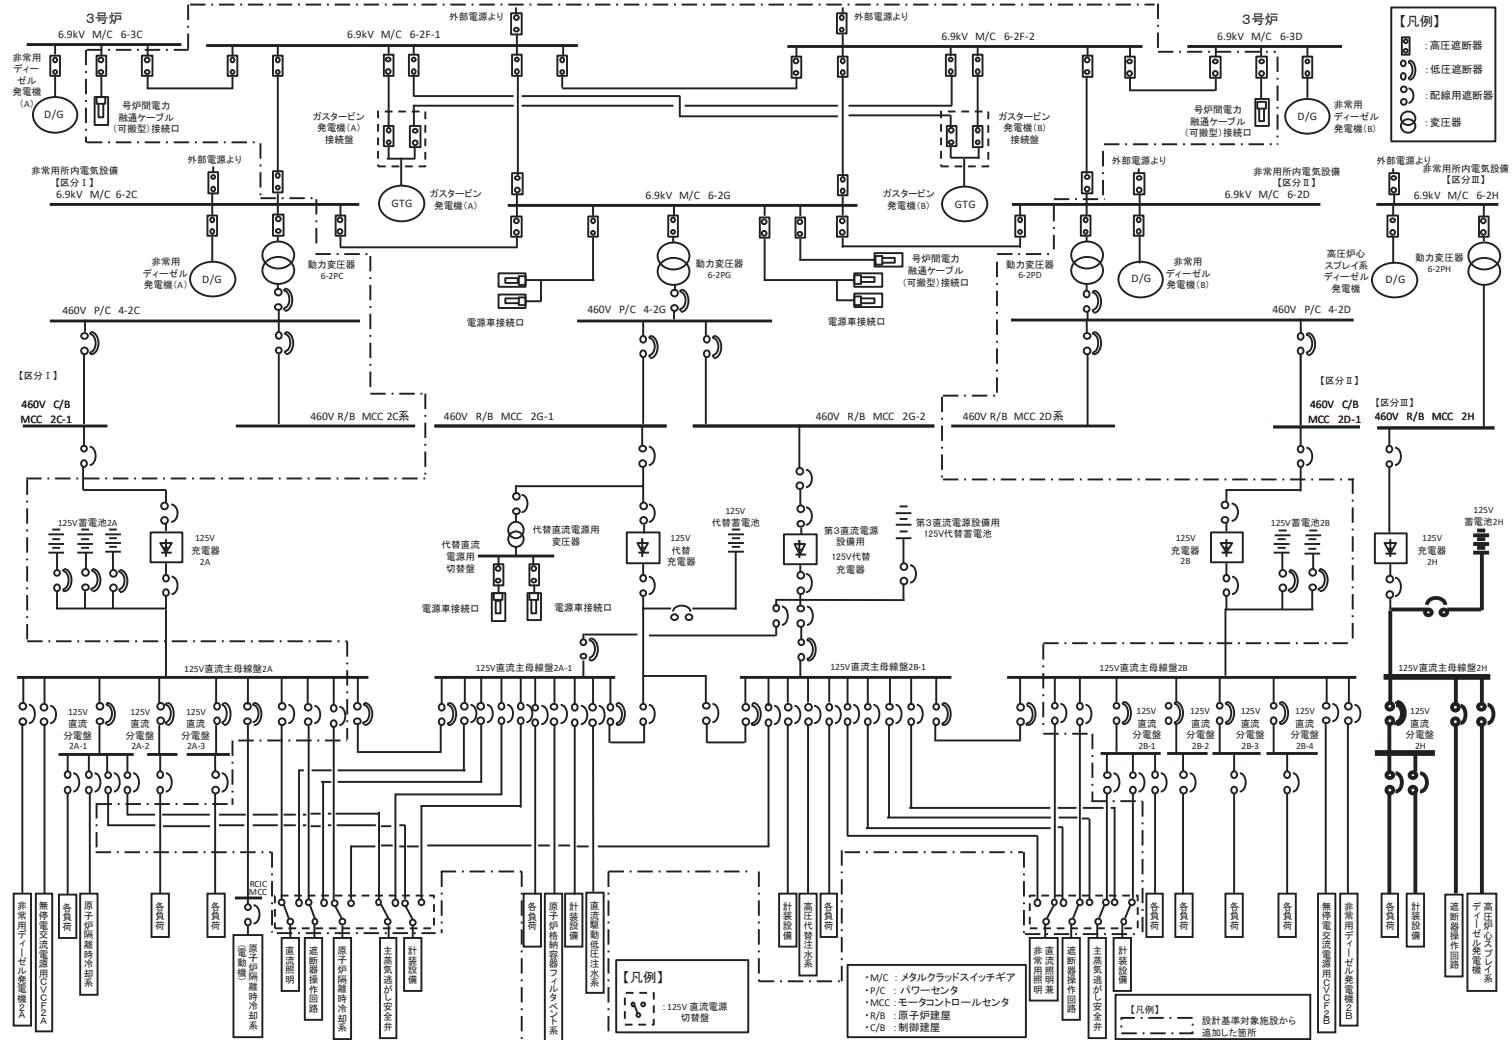 3号炉
6.9kV M/C 6-3C
6.9kV M/C 6-2F-1
外部電源より
外部電源より
6.9kV M/C 6-2F-2
3号炉
6.9kV M/C 6-3D
【凡例】
:高圧遮断器
:低圧遮断器
:配線用遮断器
:変圧器
非常用
ディー
ゼル
発電機
(A)
D/G
号炉間電力
融通ケーブル
(可搬型)接続口
ガスタービン
発電機(A)
接続盤
GTG
ガスタービン
発電機(A)
ガスタービン
発電機(B)
接続盤
GTG
ガスタービン
発電機(B)
号炉間電力
融通ケーブル
(可搬型)接続口
D/G
非常用
ディーゼル
発電機(B)
非常用所内電気設備
【区分Ⅰ】
6.9kV M/C 6-2C
外部電源より
6.9kV M/C 6-2G
外部電源より
非常用所内電気設備
【区分Ⅱ】
6.9kV M/C 6-2D
外部電源より
非常用所内電気設備
【区分Ⅲ】
6.9kV M/C 6-2H
非常用
ディーゼル
発電機(A)
D/G
動力変圧器
6-2PC
動力変圧器
6-2PG
号炉間電力
融通ケーブル
(可搬型)接続口
動力変圧器
6-2PD
D/G
非常用
ディーゼル
発電機(B)
高圧炉心
スプレイ系
ディーゼル
発電機
D/G
動力変圧器
6-2PH
電源車接続口
電源車接続口
460V P/C 4-2C
460V P/C 4-2G
460V P/C 4-2D
【区分Ⅰ】
460V C/B
MCC 2C-1
460V R/B MCC 2C系
460V R/B MCC 2G-1
460V R/B MCC 2G-2
460V R/B MCC 2D系
【区分Ⅱ】
460V C/B
MCC 2D-1
【区分Ⅲ】
460V R/B MCC 2H
125V蓄電池2A
125V
充電器
2A
代替直流電源用
変圧器
代替直流
電源用
切替盤
電源車接続口
電源車接続口
125V
代替
充電器
125V
代替蓄電池
第3直流電源
設備用
125V代替
充電器
第3直流電源設備用
125V代替蓄電池
125V
充電器
2B
125V蓄電池2B
125V
充電器
2H
125V
蓄電池2H
125V直流主母線盤2A
125V直流主母線盤2A-1
125V直流主母線盤2B-1
125V直流主母線盤2B
125V直流主母線盤2H
125V
直流
分電盤
2A-1
125V
直流
分電盤
2A-2
125V
直流
分電盤
2A-3
125V
直流
分電盤
2B-1
125V
直流
分電盤
2B-2
125V
直流
分電盤
2B-3
125V
直流
分電盤
2B-4
125V
直流
分電盤
2H
非常用ディーゼル発電機2A
無停電交流電源用CVCF2A
各負荷
原子炉隔離時冷却系
各負荷
各負荷
RCIC
MCC
原子炉隔離時冷却系
(電動機)
直流照明
遮断器操作回路
原子炉隔離時冷却系
主蒸気逃がし安全弁
計装設備
各負荷
原子炉格納容器フィルタベント系
計装設備
直流駆動低圧注水系
計装設備
高圧代替注水系
各負荷
直流照明兼
非常用照明
遮断器操作回路
主蒸気逃がし安全弁
計装設備
各負荷
各負荷
各負荷
各負荷
無停電交流電源用CVCF2B
非常用ディーゼル発電機2B
各負荷
計装設備
遮断器操作回路
高圧炉心スプレイ系
ディーゼル発電機
【凡例】
:125V 直流電源
切替盤
・M/C :メタルクラッドスイッチギア
・P/C :パワーセンタ
・MCC :モータコントロールセンタ
・R/B :原子炉建屋
・C/B :制御建屋
【凡例】
設計基準対象施設から
追加した箇所